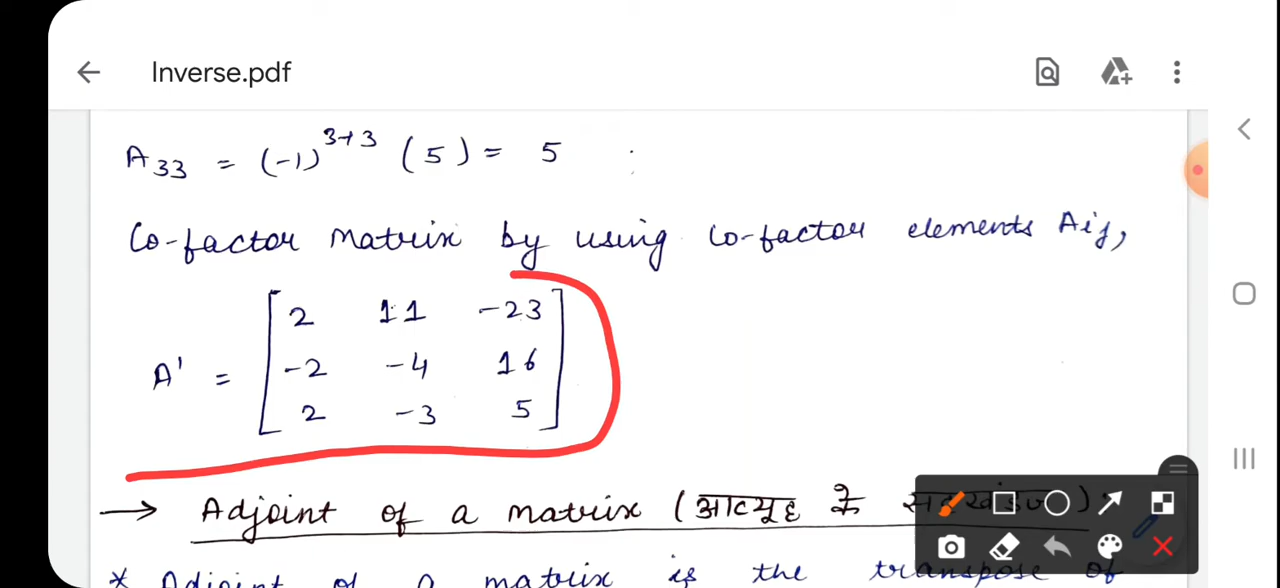 Inverse.pdf
A33 = (-1)^3+3 (5) = 5
Co-factor Matrix by using co-factor elements Aij,
2 11 -23
A' = -2 -4 16
2 -3 5
→ Adjoint of a matrix (आव्यूह के
* Adjoint of a matrix is the transpose of